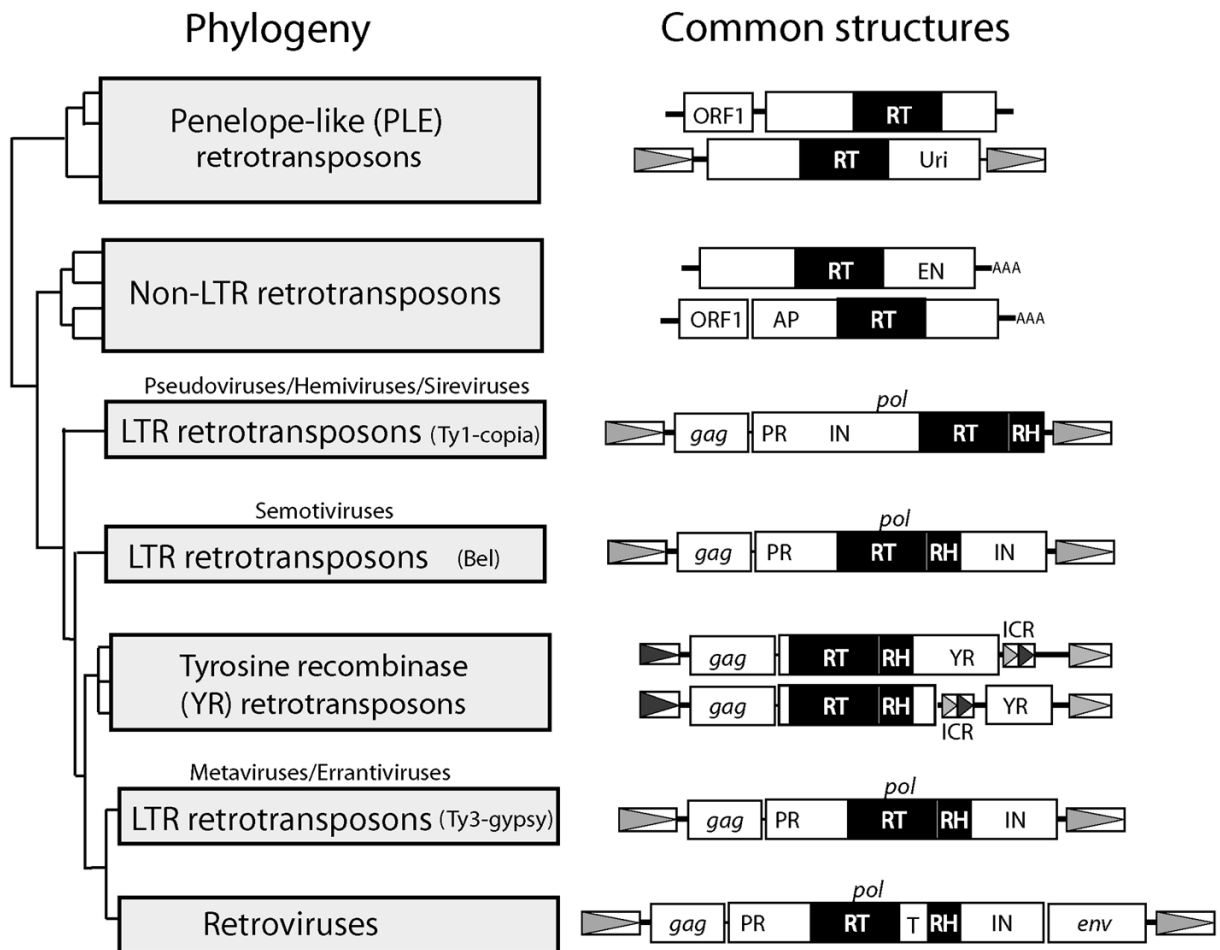 Phylogeny
Common structures
Penelope-like (PLE)
retrotransposons
ORF1 RT
RT Uri
Non-LTR retrotransposons
RT EN AAA
ORF1 AP RT AAA
Pseudoviruses/Hemiviruses/Sireviruses
LTR retrotransposons (Ty1-copia)
pol
gag PR IN RT RH
Semotiviruses
LTR retrotransposons (Bel)
pol
gag PR RT RH IN
Tyrosine recombinase
(YR) retrotransposons
ICR
gag RT RH YR
gag RT RH YR
ICR
Metaviruses/Errantiviruses
LTR retrotransposons (Ty3-gypsy)
pol
gag PR RT RH IN
Retroviruses
pol
gag PR RT T RH IN env